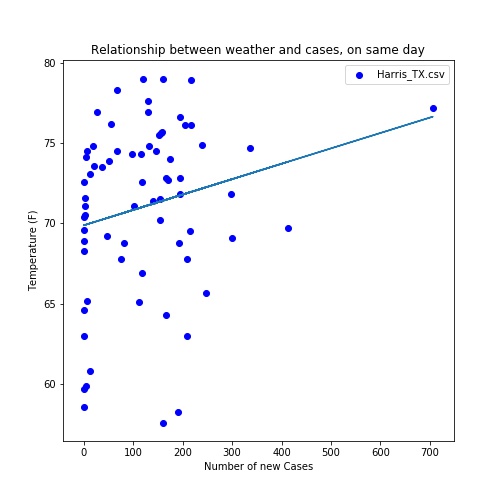 Relationship between weather and cases, on same day
Harris_TX.csv
Temperature (F)
80
75
70
65
60
0 100 200 300 400 500 600 700
Number of new Cases